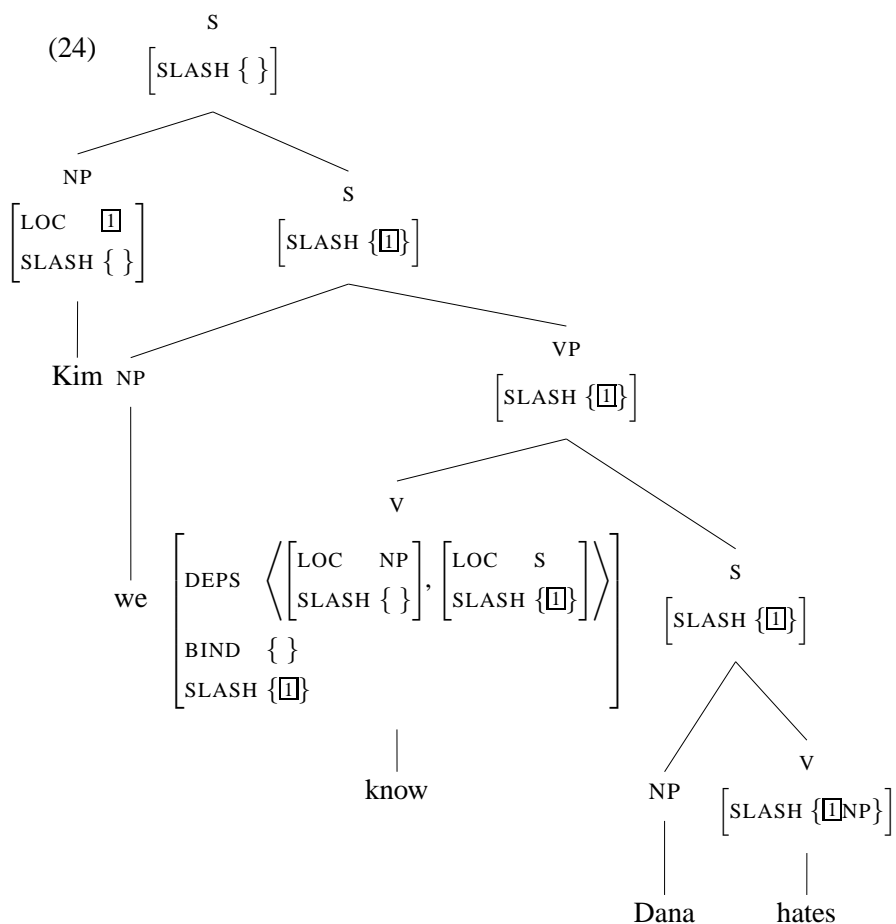 S
(24)
[SLASH { }]
NP
S
[LOC 1
SLASH { }]
[SLASH {1}]
VP
Kim NP
[SLASH {1}]
V
[DEPS ⟨[LOC NP
SLASH { }], [LOC S
SLASH {1}]⟩
S
we
[SLASH {1}]
BIND { }
SLASH {1}]
V
know
NP
[SLASH {1NP}]
Dana hates